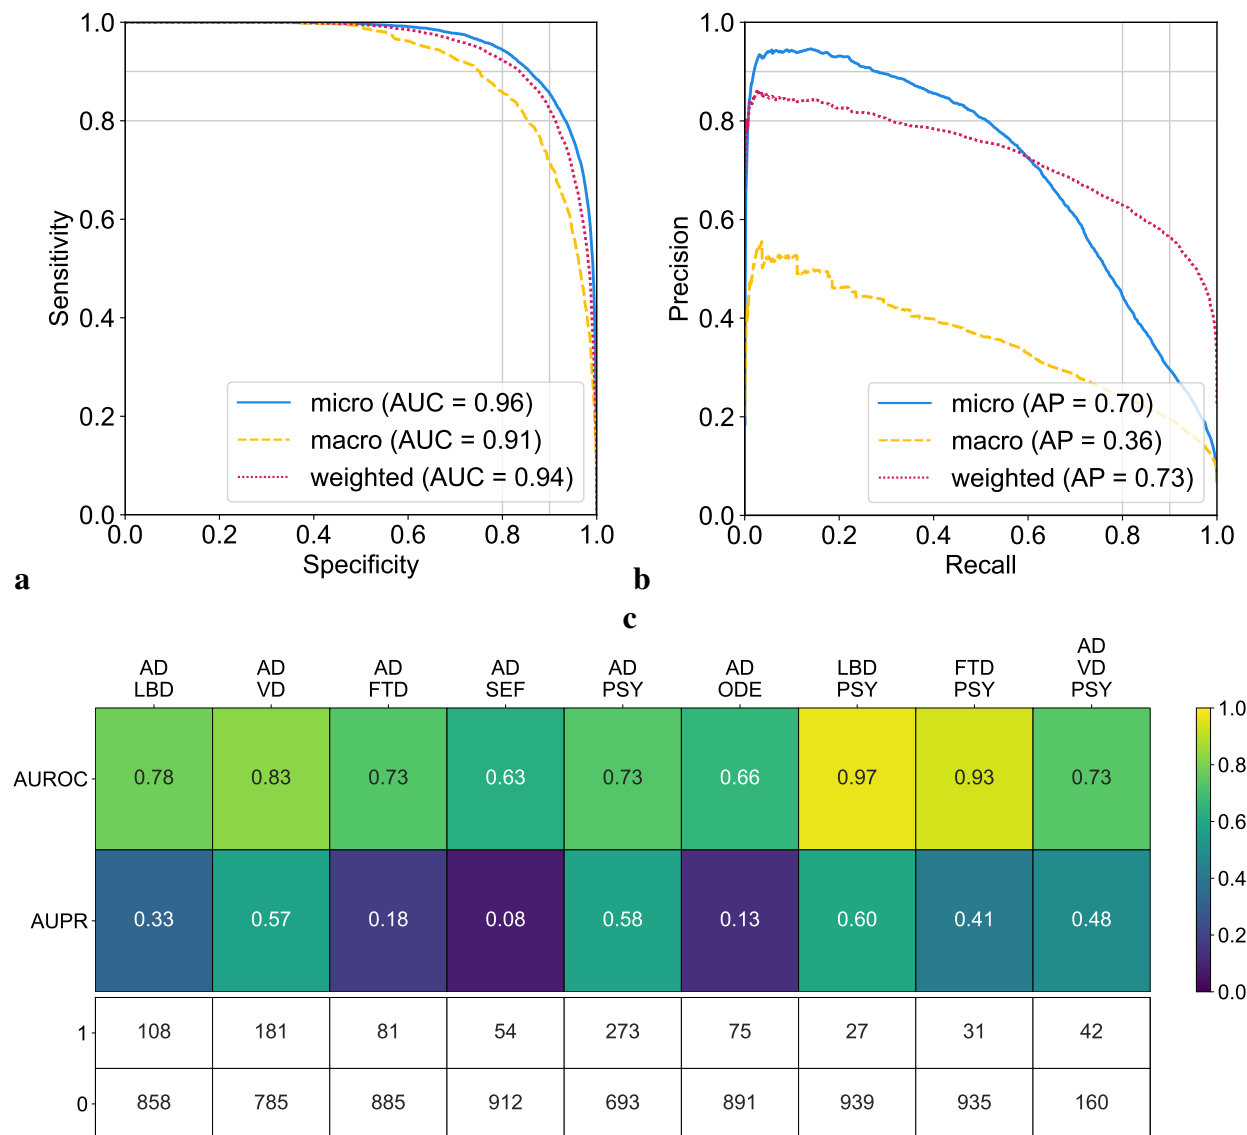 1.0
0.8
0.6
0.4
0.2
0.0
Sensitivity
micro (AUC = 0.96)
macro (AUC = 0.91)
weighted (AUC = 0.94)
0.0 0.2 0.4 0.6 0.8 1.0
Specificity
a
1.0
0.8
0.6
0.4
0.2
0.0
Precision
micro (AP = 0.70)
macro (AP = 0.36)
weighted (AP = 0.73)
0.0 0.2 0.4 0.6 0.8 1.0
Recall
b
c
AD
LBD
AD
VD
AD
FTD
AD
SEF
AD
PSY
AD
ODE
LBD
PSY
FTD
PSY
AD
VD
PSY
AUROC 0.78 0.83 0.73 0.63 0.73 0.66 0.97 0.93 0.73
AUPR 0.33 0.57 0.18 0.08 0.58 0.13 0.60 0.41 0.48
1 108 181 81 54 273 75 27 31 42
0 858 785 885 912 693 891 939 935 160
1.0
0.8
0.6
0.4
0.2
0.0